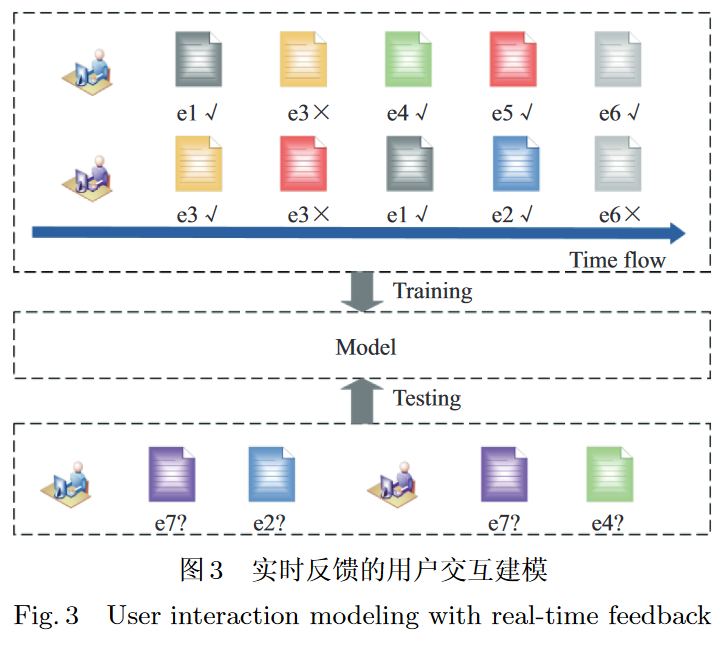 e1 √ e3× e4 √ e5 √ e6 √
e3 √ e3× e1 √ e2 √ e6×
Time flow
Training
Model
Testing
e7? e2? e7? e4?
图 3 实时反馈的用户交互建模
Fig. 3 User interaction modeling with real-time feedback